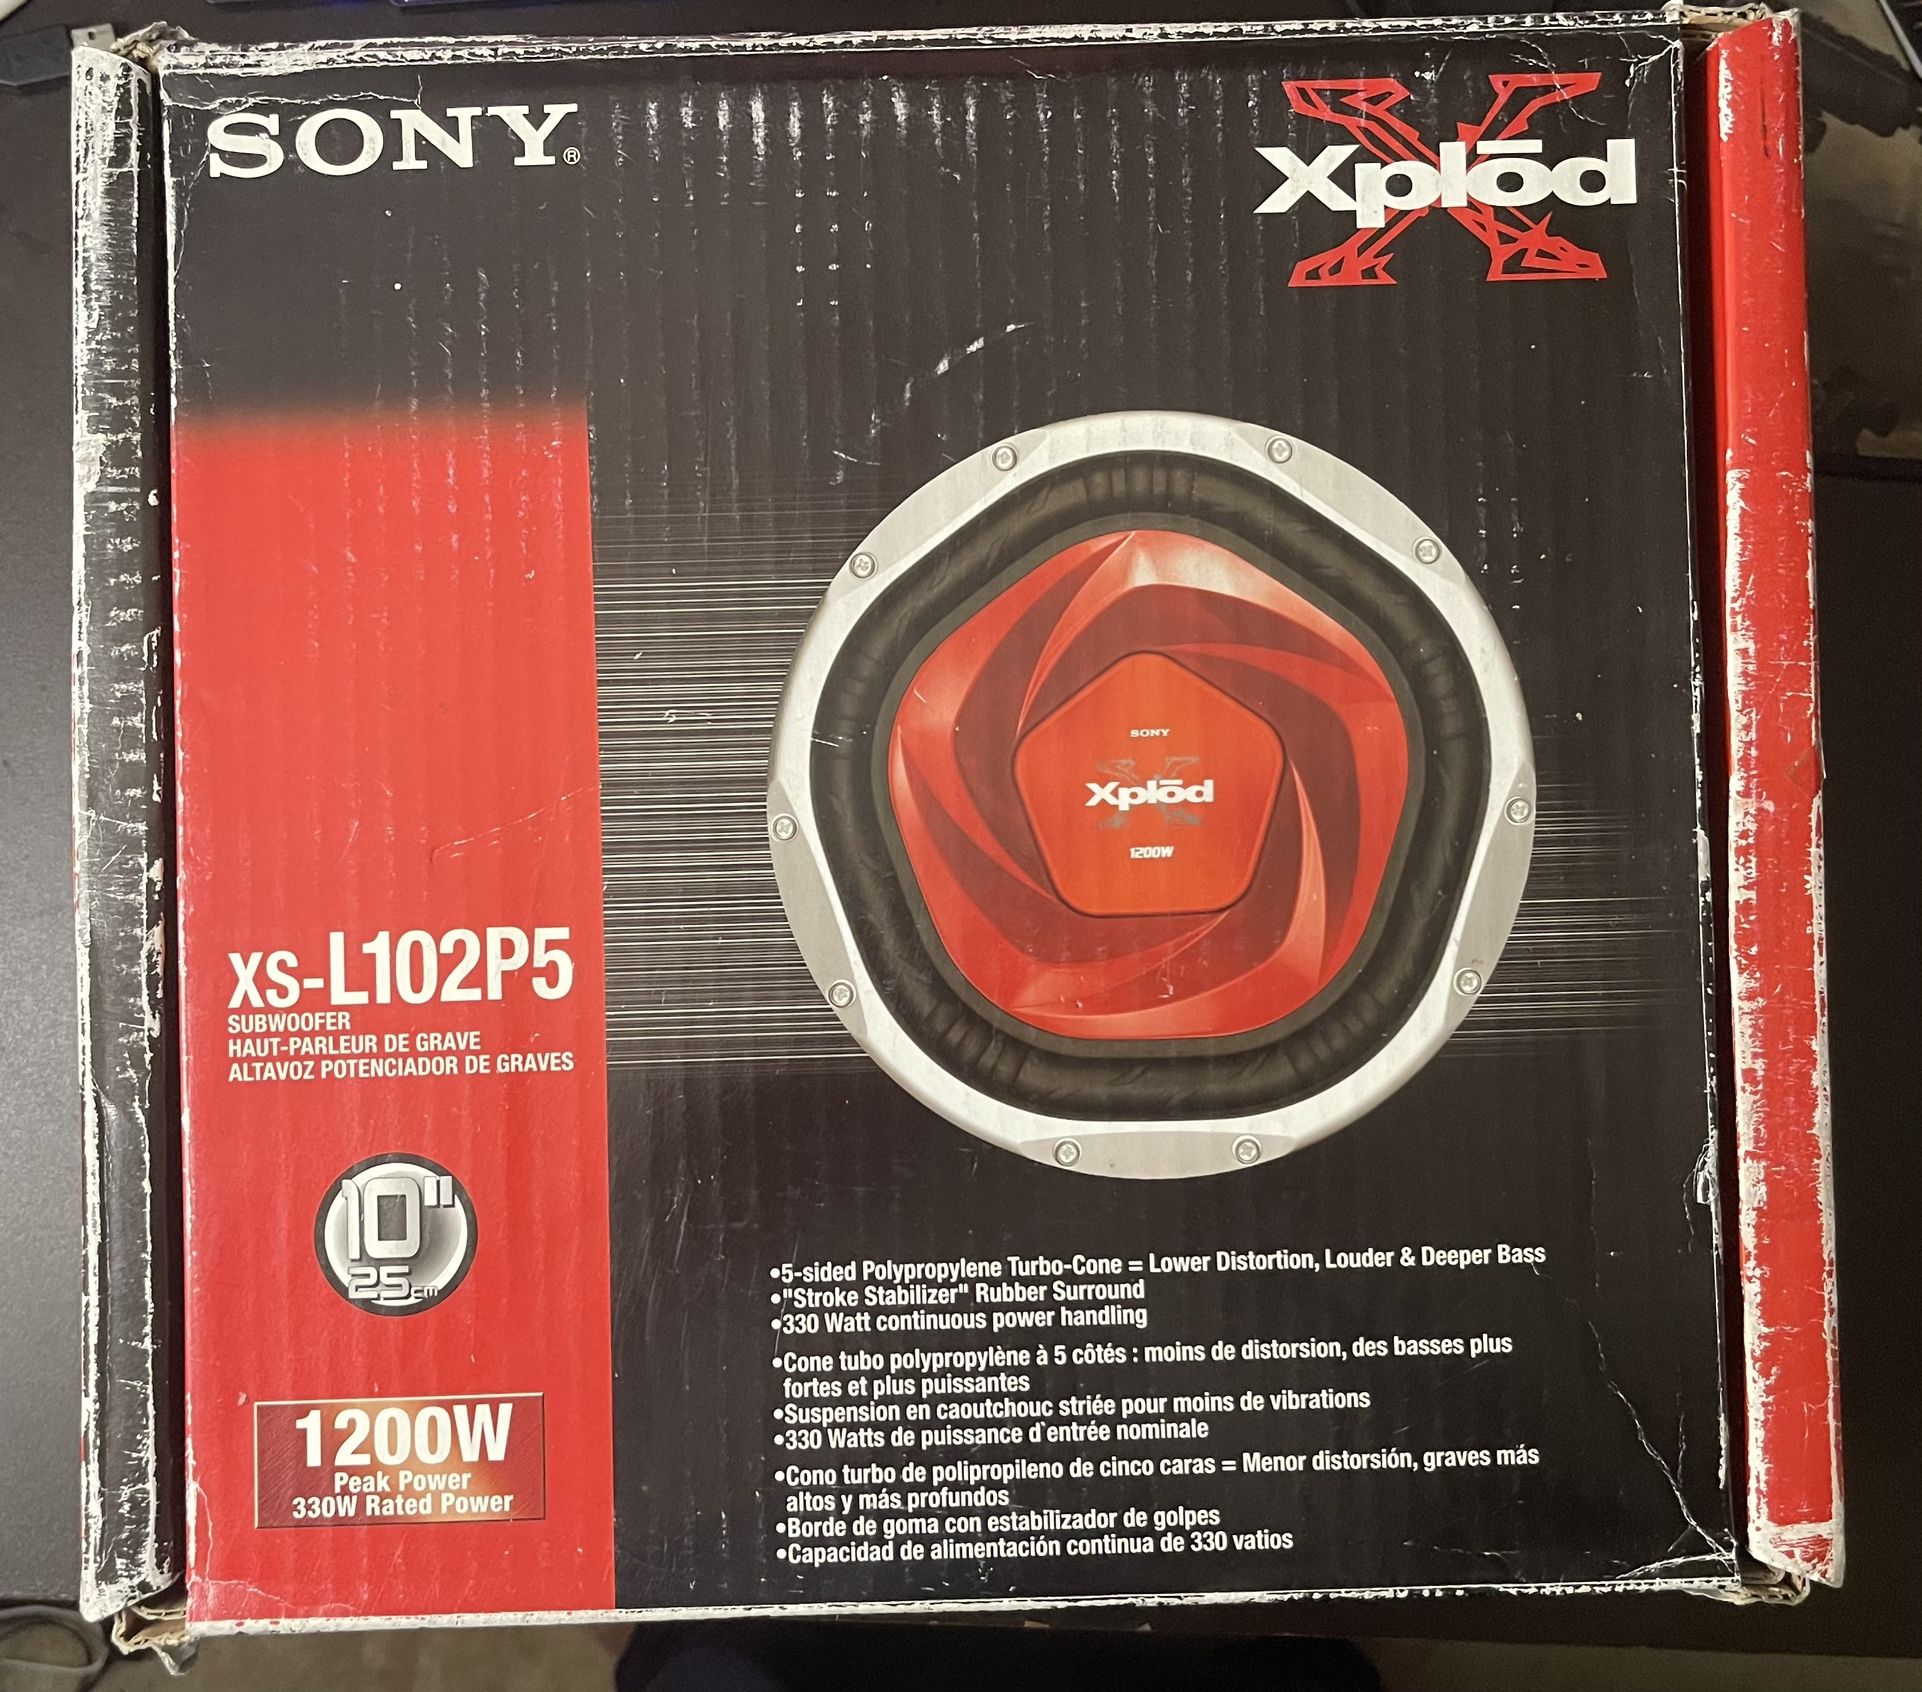 SONY®
Xplōd
SONY
Xplōd
1200W
XS-L102P5
SUBWOOFER
HAUT-PARLEUR DE GRAVE
ALTAVOZ POTENCIADOR DE GRAVES
10"
25cm
1200W
Peak Power
330W Rated Power
•5-sided Polypropylene Turbo-Cone = Lower Distortion, Louder & Deeper Bass
•"Stroke Stabilizer" Rubber Surround
•330 Watt continuous power handling
•Cone tubo polypropylène à 5 côtés : moins de distorsion, des basses plus
fortes et plus puissantes
•Suspension en caoutchouc striée pour moins de vibrations
•330 Watts de puissance d`entrée nominale
•Cono turbo de polipropileno de cinco caras = Menor distorsión, graves más
altos y más profundos
•Borde de goma con estabilizador de golpes
•Capacidad de alimentación continua de 330 vatios